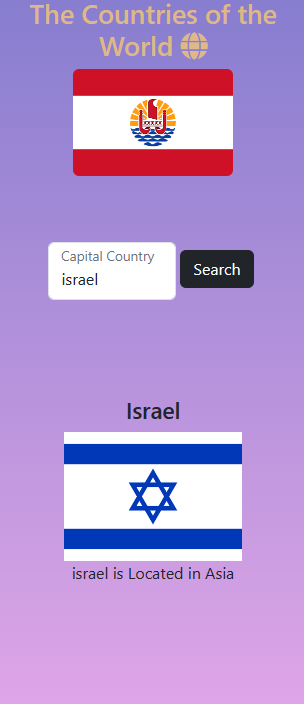 The Countries of the
World
Capital Country
israel
Search
Israel
israel is Located in Asia